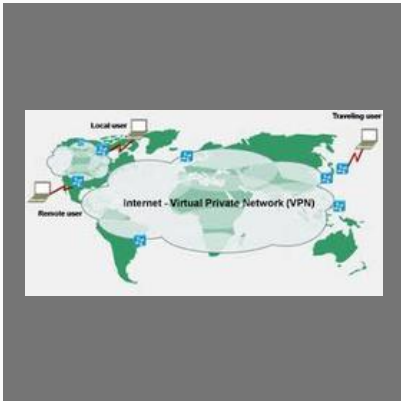 Traveling user
Local user
Internet - Virtual Private Network (VPN)
Remote user